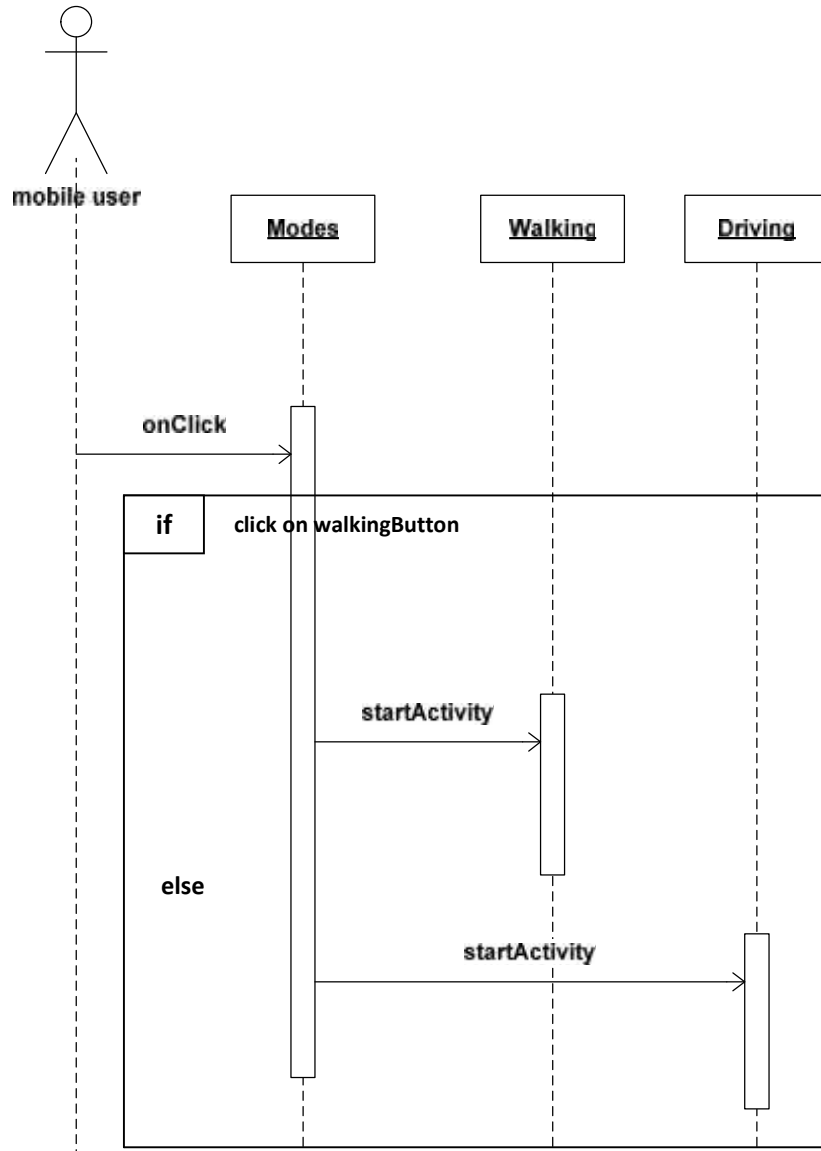 mobile user
Modes
Walking
Driving
onClick
if
click on walkingButton
startActivity
else
startActivity